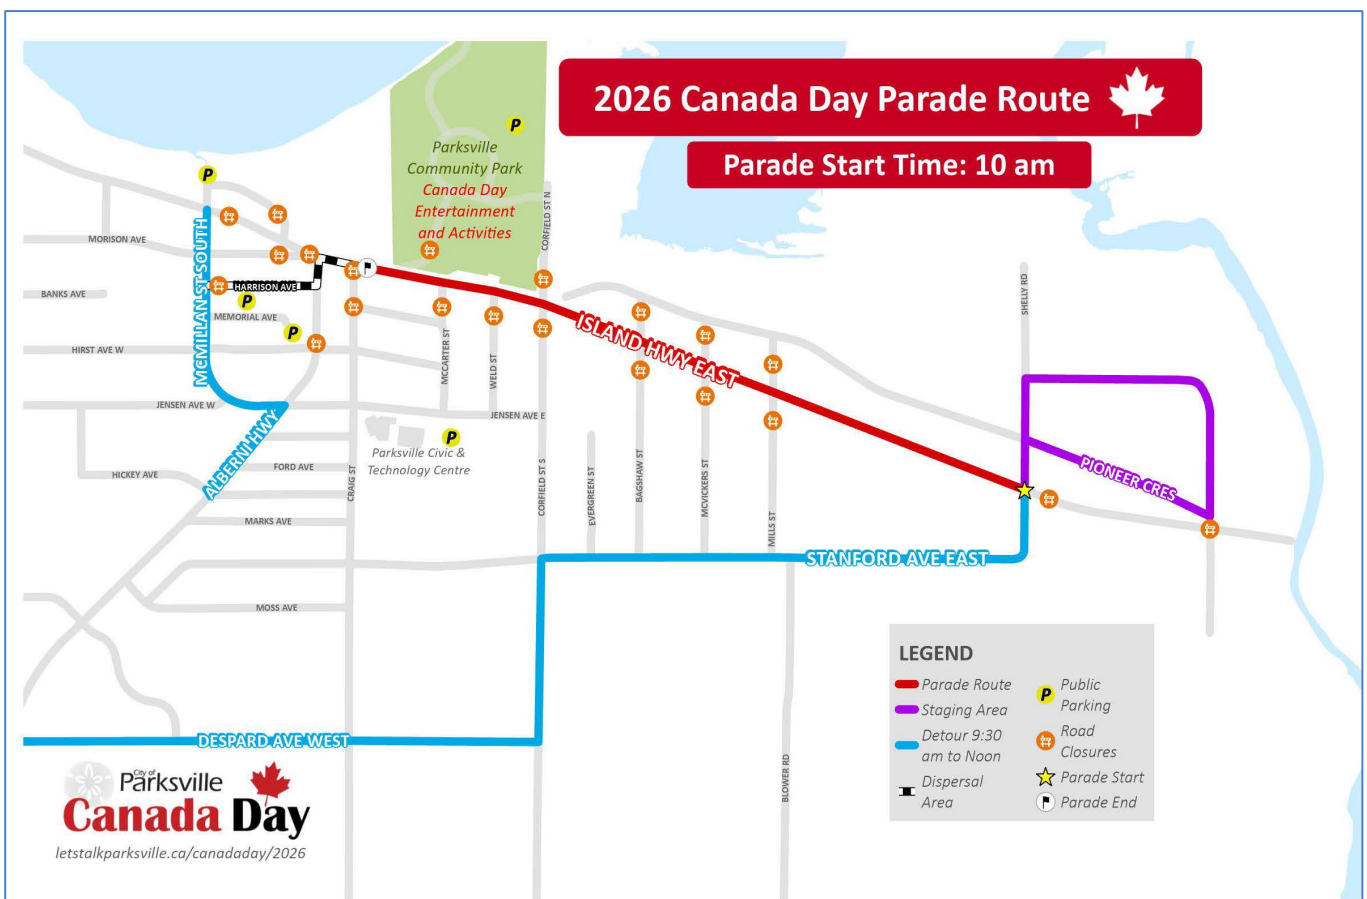 2026 Canada Day Parade Route
Parade Start Time: 10 am
P
Parksville
Community Park
Canada Day
Entertainment
and Activities
CORFIELD ST N
P
MORISON AVE
MCMILLAN ST SOUTH
HARRISON AVE
BANKS AVE
P
MEMORIAL AVE
P
HIRST AVE W
SHELLY RD
ISLAND HWY EAST
MCCARTER ST
WELD ST
JENSEN AVE W
JENSEN AVE E
ALBERNI HWY
P
Parksville Civic &
Technology Centre
HICKEY AVE
FORD AVE
CRAIG ST
CORFIELD ST S
EVERGREEN ST
BAGSHAW ST
MCVICKERS ST
MILLS ST
PIONEER CRES
MARKS AVE
STANFORD AVE EAST
MOSS AVE
DESPARD AVE WEST
BLOWER RD
LEGEND
Parade Route
Staging Area
Detour 9:30
am to Noon
Dispersal
Area
P
Public
Parking
Road
Closures
Parade Start
Parade End
City of
Parksville
Canada Day
letstalkparksville.ca/canadaday/2026